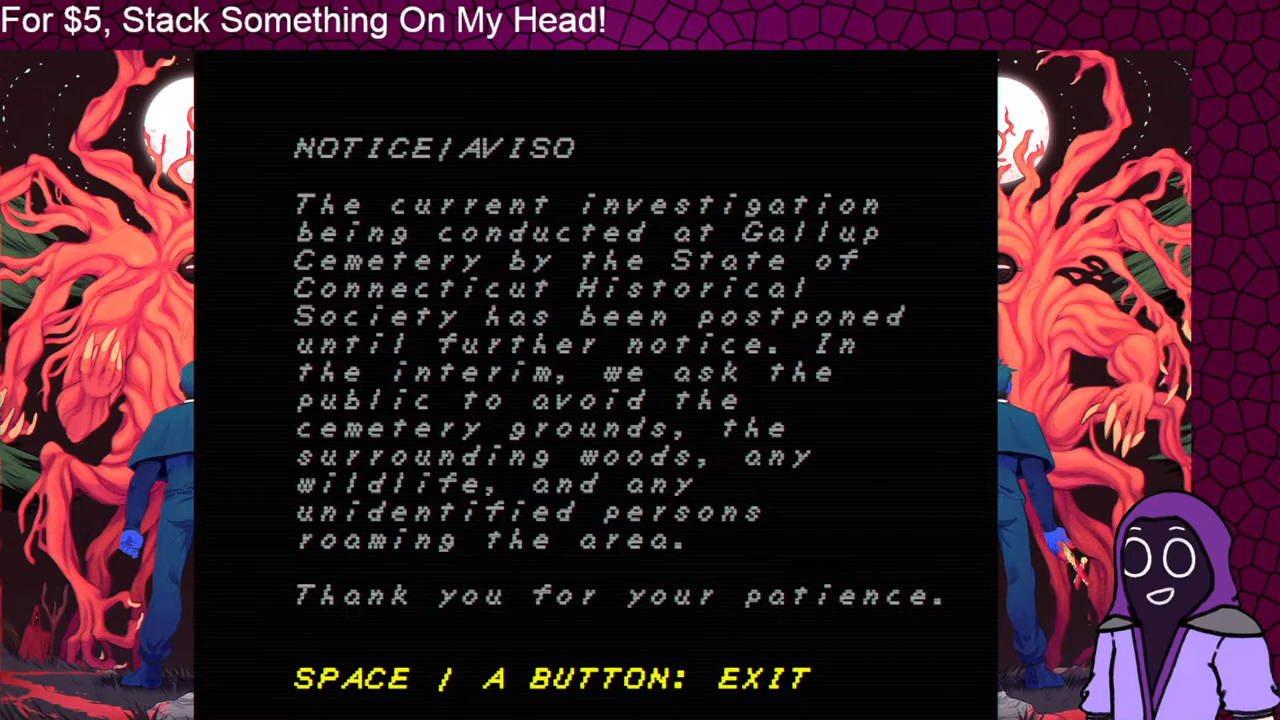 For $5, Stack Something On My Head!
NOTICE/AVISO
The current investigation
being conducted at Gallup
Cemetery by the State of
Connecticut Historical
Society has been postponed
until further notice. In
the interim, we ask the
public to avoid the
cemetery grounds, the
surrounding woods, any
wildlife, and any
unidentified persons
roaming the area.
Thank you for your patience.
SPACE / A BUTTON: EXIT